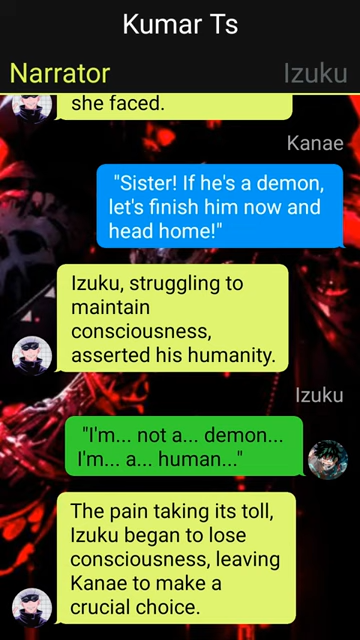 Kumar Ts
Narrator
Izuku
she faced.
Kanae
"Sister! If he's a demon,
let's finish him now and
head home!"
Izuku, struggling to
maintain
consciousness,
asserted his humanity.
Izuku
"I'm... not a... demon...
I'm... a... human..."
The pain taking its toll,
Izuku began to lose
consciousness, leaving
Kanae to make a
crucial choice.